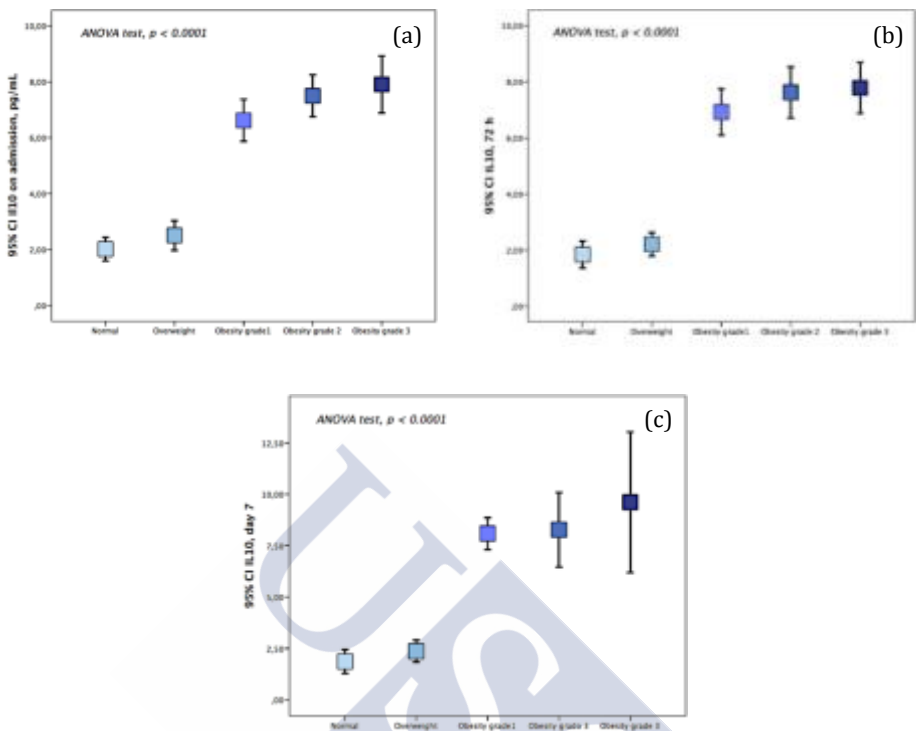 ANOVA test, p < 0.0001
(a)
95% CI Il10 on admission, pg/mL
10,00
8,00
6,00
4,00
2,00
,00
Normal Overweight Obesity grade1 Obesity grade 2 Obesity grade 3
ANOVA test, p < 0.0001
(b)
95% CI IL10, 72 h
10,00
8,00
6,00
4,00
2,00
,00
Normal Overweight Obesity grade1 Obesity grade 2 Obesity grade 3
ANOVA test, p < 0.0001
(c)
95% CI IL10, day 7
12,50
10,00
7,50
5,00
2,50
,00
Normal Overweight Obesity grade1 Obesity grade 3 Obesity grade 3
US